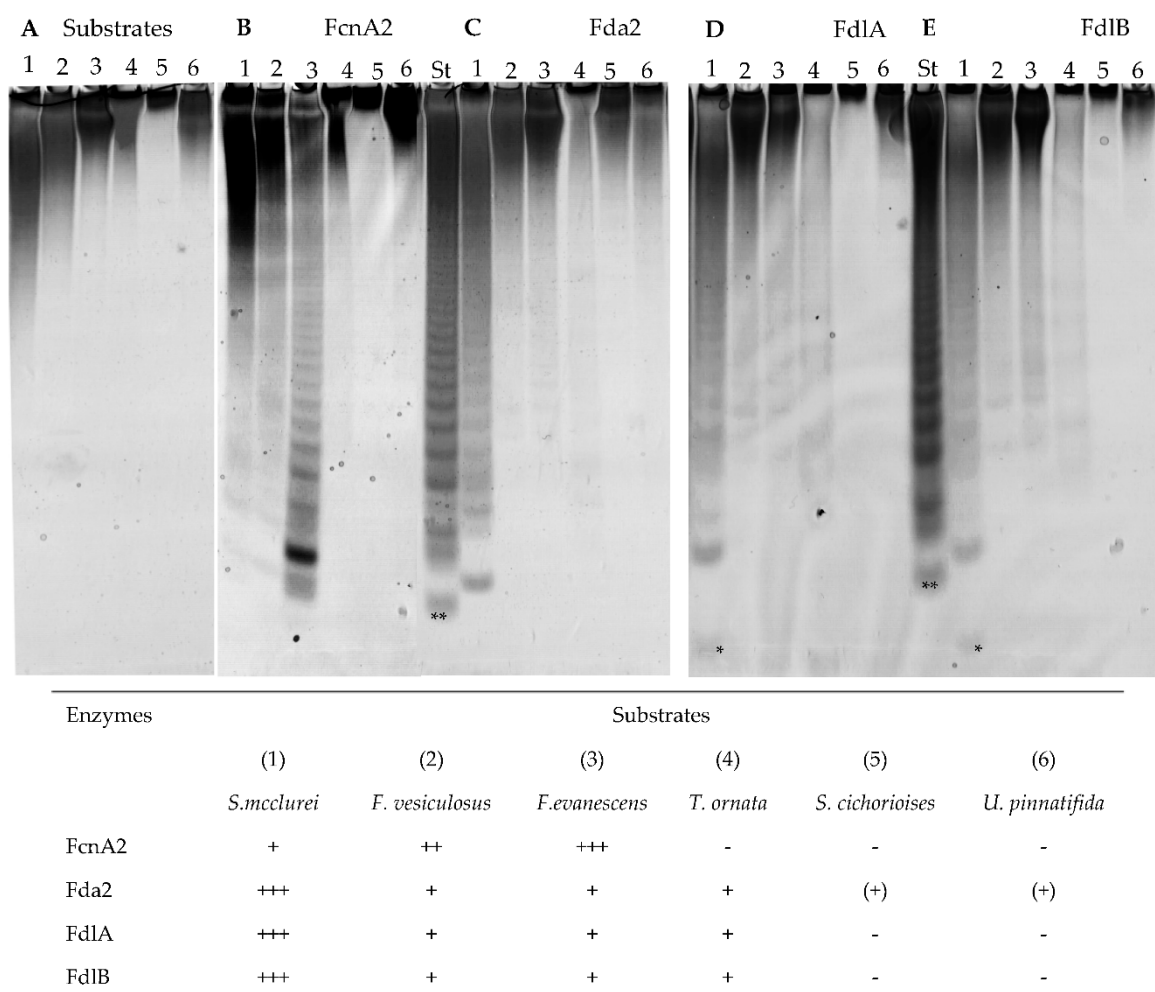 A Substrates B FcnA2 C Fda2 D FdlA E FdlB
1 2 3 4 5 6 1 2 3 4 5 6 St 1 2 3 4 5 6 1 2 3 4 5 6 St 1 2 3 4 5 6
** **
* *
Enzymes Substrates
(1) (2) (3) (4) (5) (6)
S.mcclurei F. vesiculosus F.evanescens T. ornata S. cichorioises U. pinnatifida
FcnA2 + ++ +++ - - -
Fda2 +++ + + + (+) (+)
FdlA +++ + + + - -
FdlB +++ + + + - -